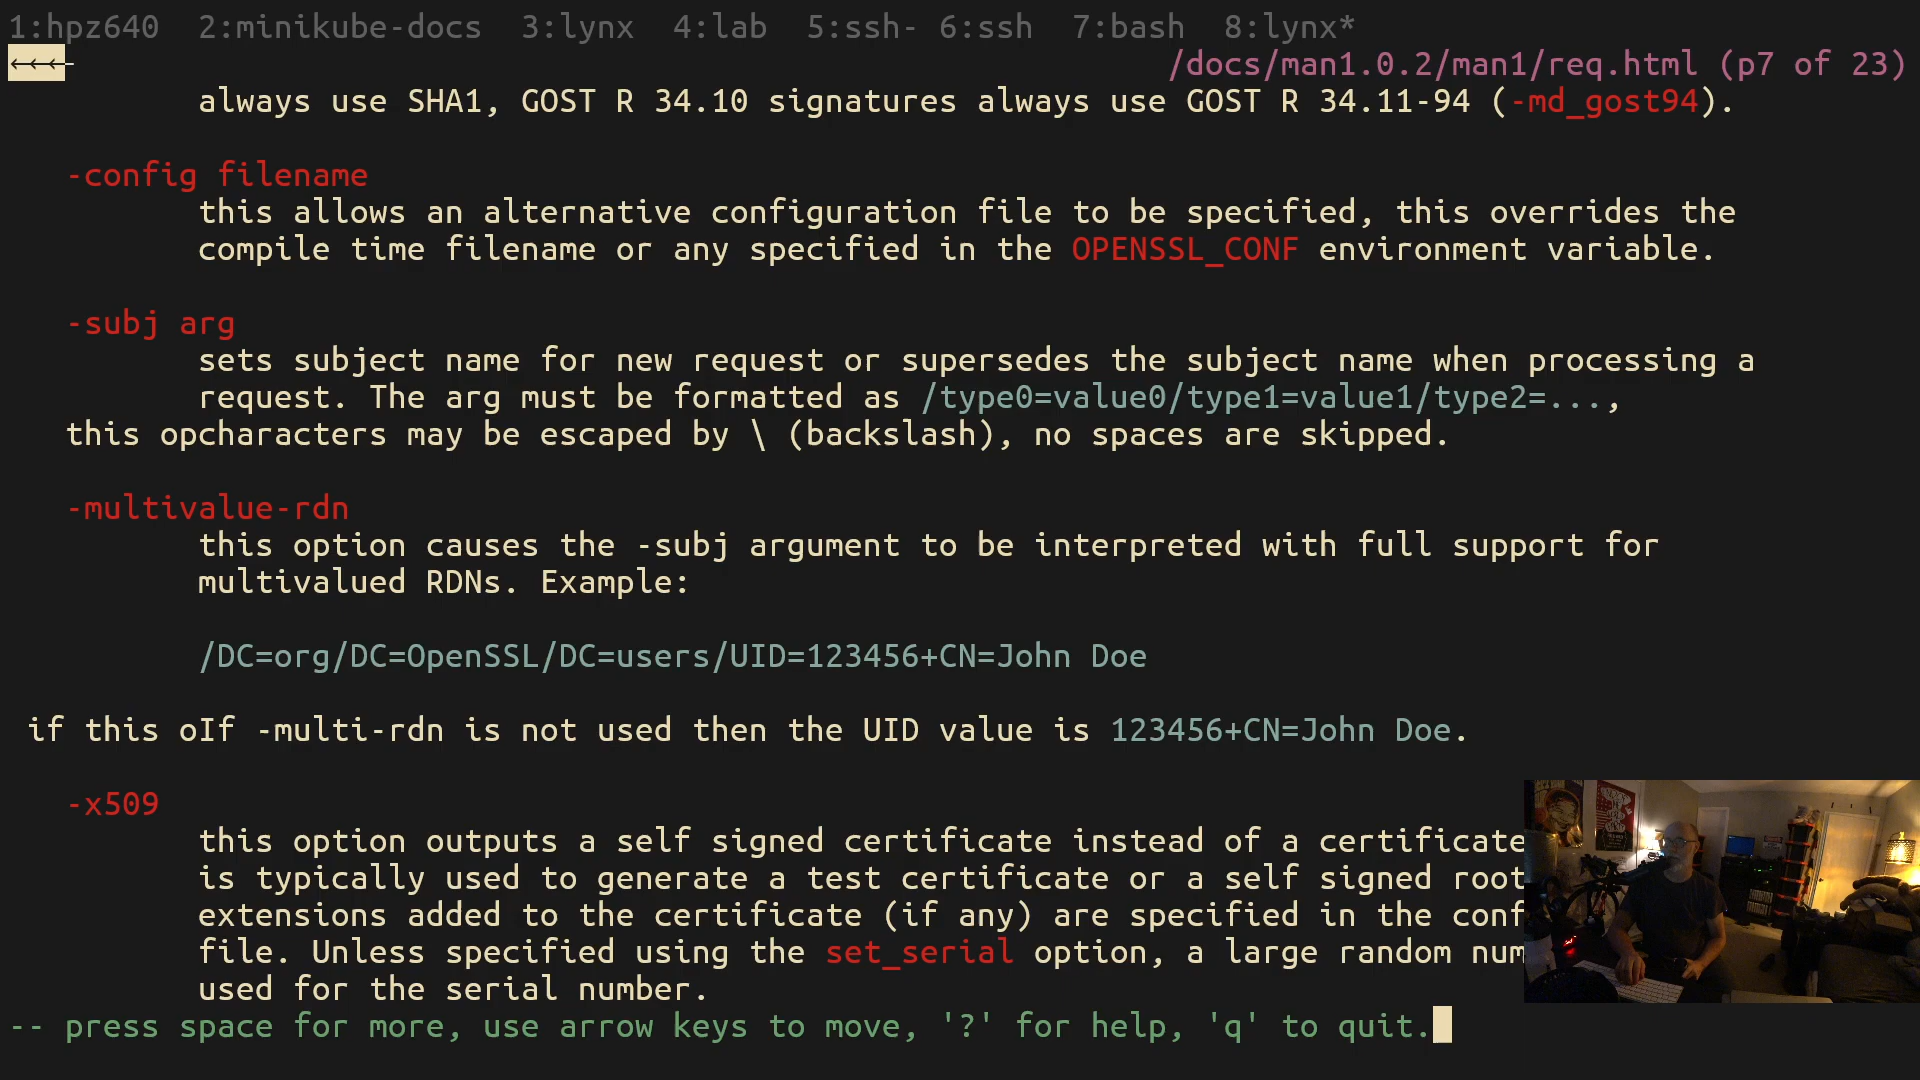 1:hpz640 2:minikube-docs 3:lynx 4:lab 5:ssh- 6:ssh 7:bash 8:lynx*
←←← /docs/man1.0.2/man1/req.html (p7 of 23)
always use SHA1, GOST R 34.10 signatures always use GOST R 34.11-94 (-md_gost94).
-config filename
this allows an alternative configuration file to be specified, this overrides the
compile time filename or any specified in the OPENSSL_CONF environment variable.
-subj arg
sets subject name for new request or supersedes the subject name when processing a
request. The arg must be formatted as /type0=value0/type1=value1/type2=...,
this opcharacters may be escaped by \ (backslash), no spaces are skipped.
-multivalue-rdn
this option causes the -subj argument to be interpreted with full support for
multivalued RDNs. Example:
/DC=org/DC=OpenSSL/DC=users/UID=123456+CN=John Doe
if this oIf -multi-rdn is not used then the UID value is 123456+CN=John Doe.
-x509
this option outputs a self signed certificate instead of a certificate
is typically used to generate a test certificate or a self signed root
extensions added to the certificate (if any) are specified in the conf
file. Unless specified using the set_serial option, a large random num
used for the serial number.
-- press space for more, use arrow keys to move, '?' for help, 'q' to quit.